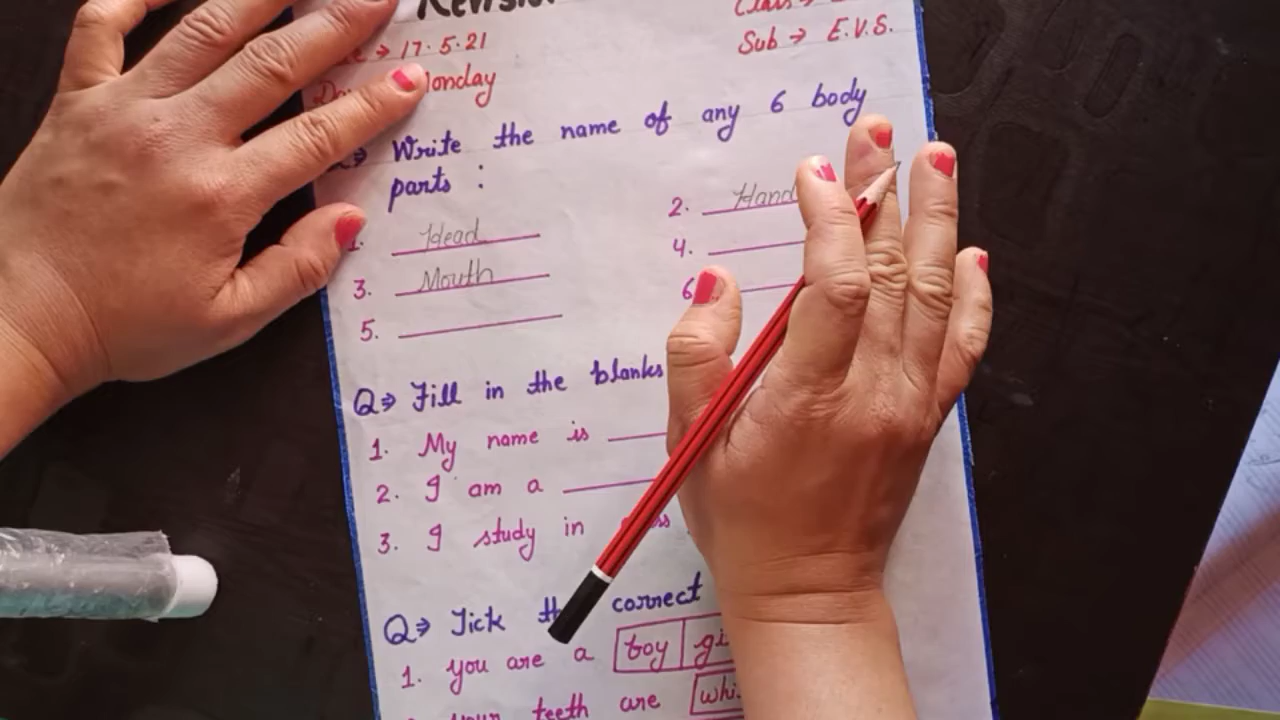 Sub → E.V.S.
→ 17.5.21
Monday
Write the name of any 6 body
parts :
1. Head
2. Hand
3. Mouth
4.
5.
6
Q⇒ Fill in the blanks
1. My name is
2. I am a
3. I study in
Q⇒ Tick the correct
1. you are a boy
your teeth are